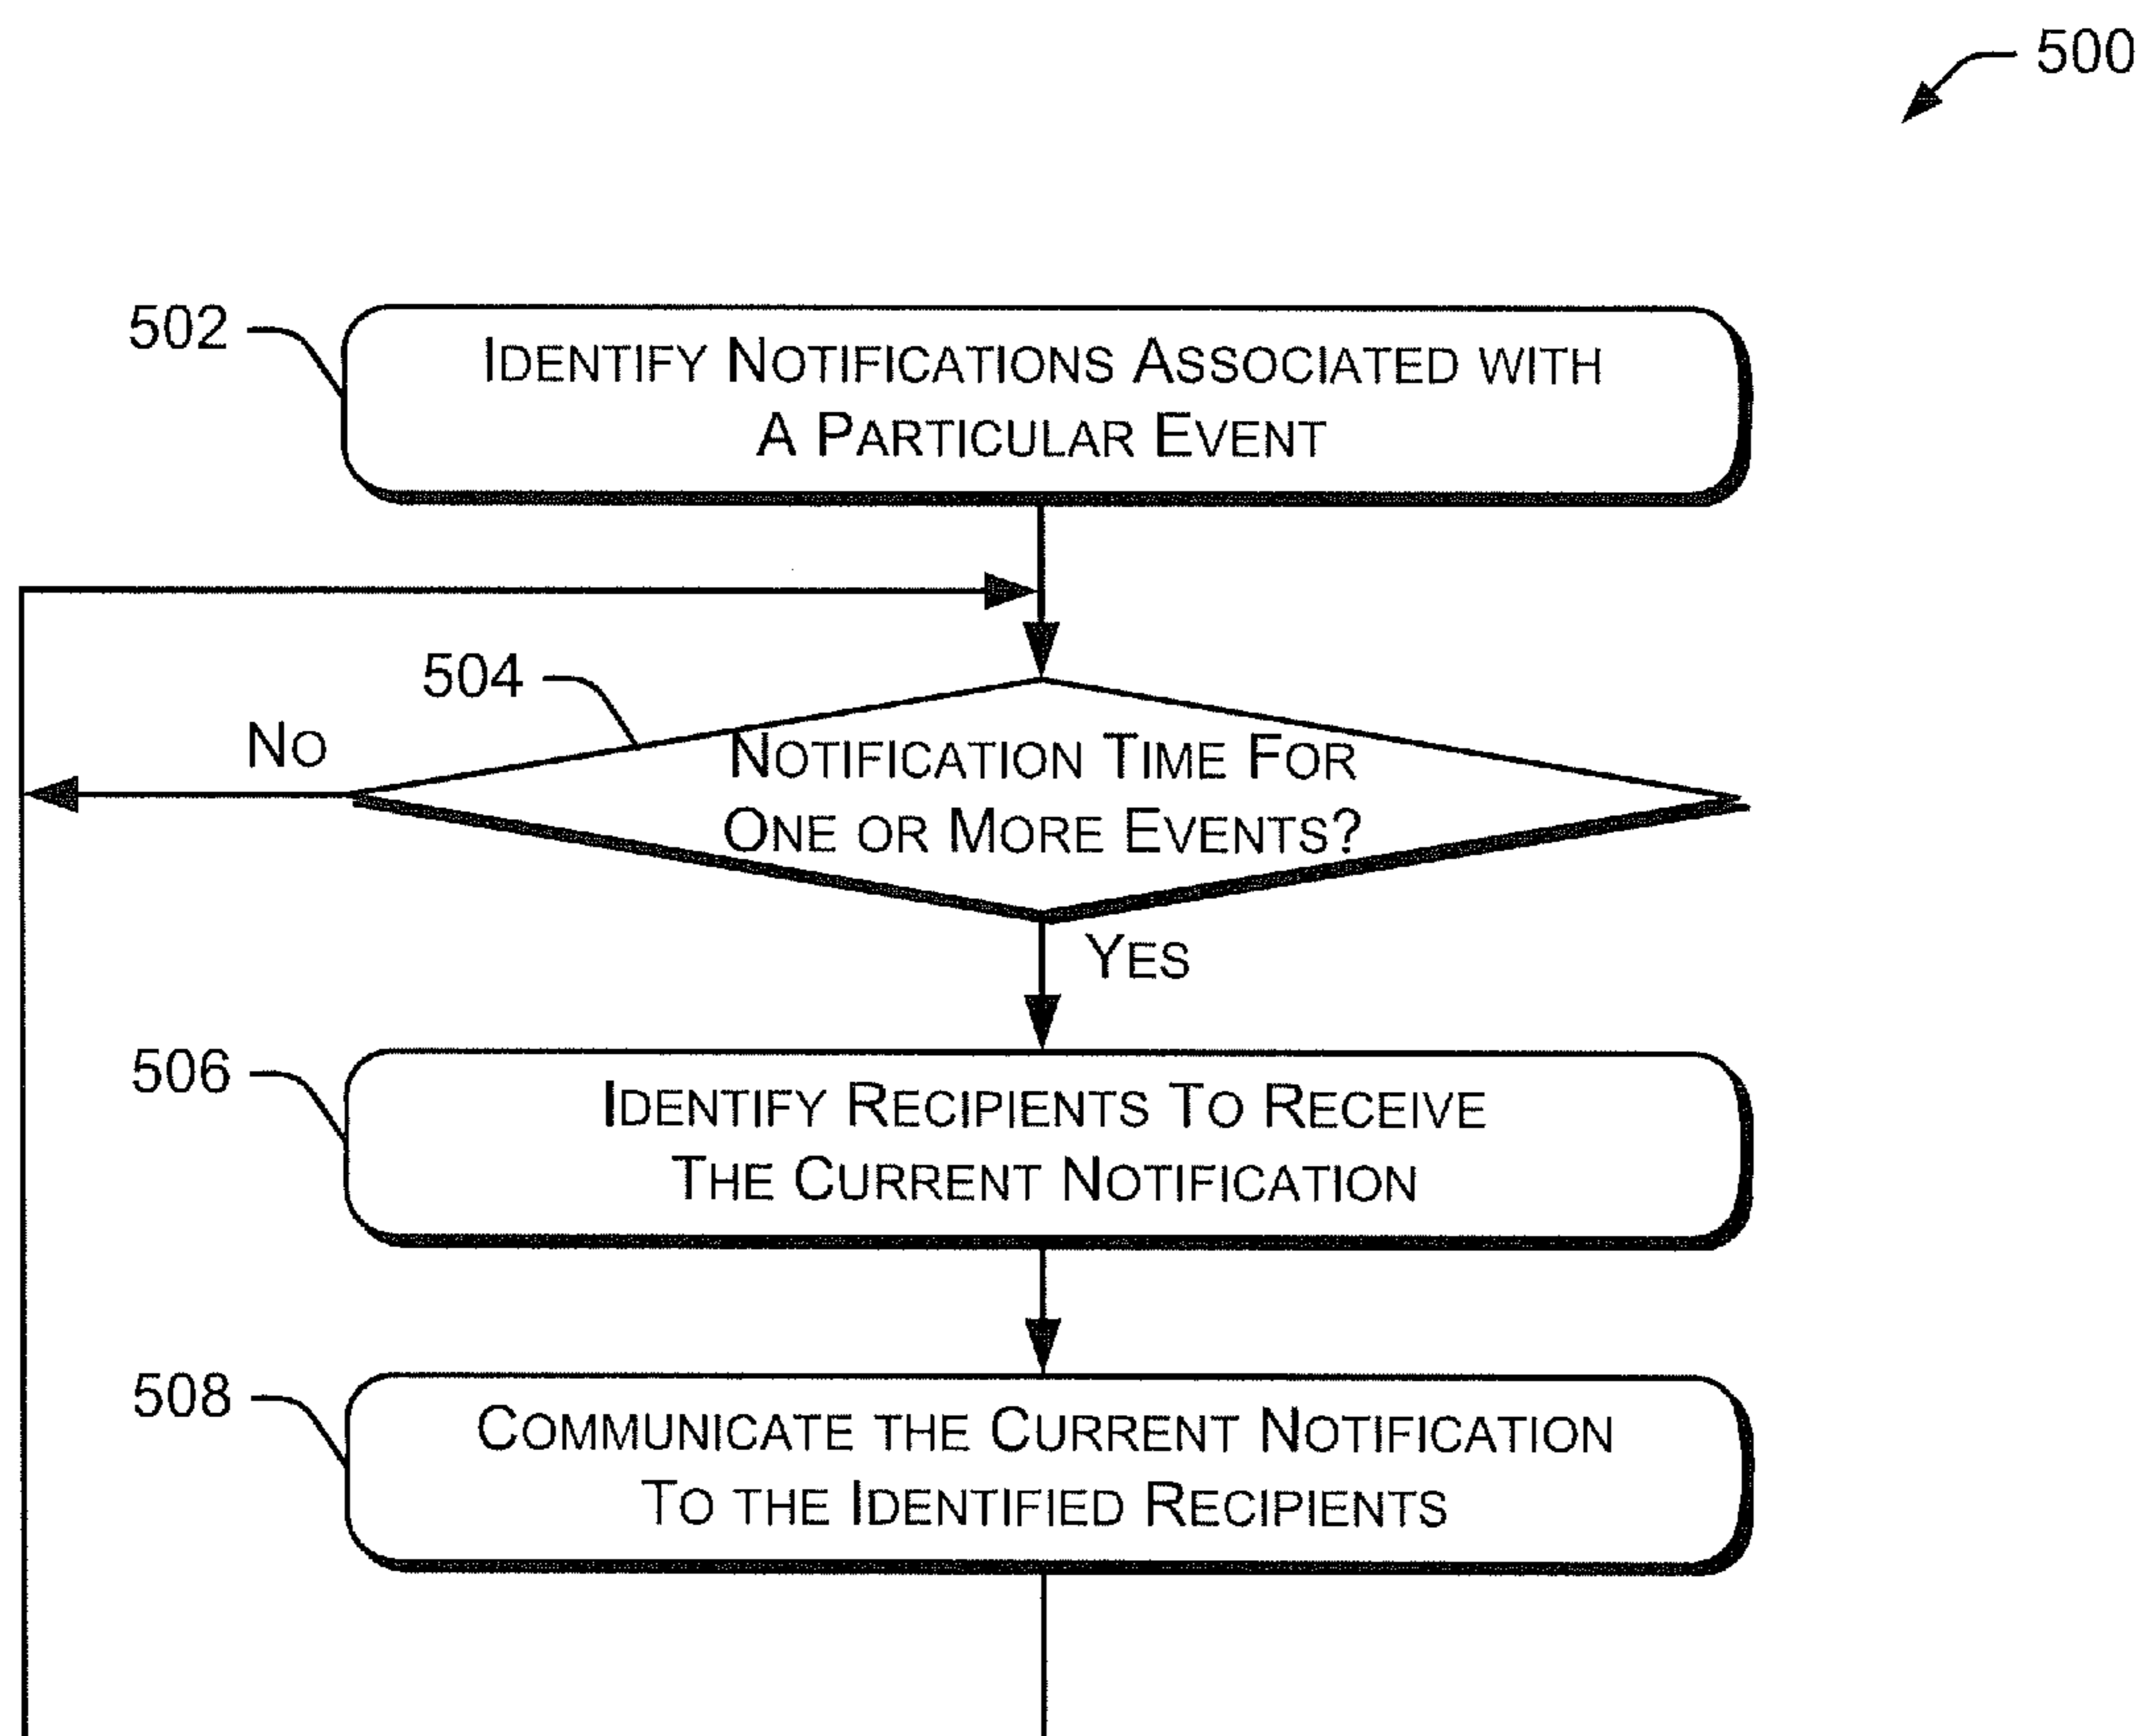 500
502
IDENTIFY NOTIFICATIONS ASSOCIATED WITH
A PARTICULAR EVENT
504
NO
NOTIFICATION TIME FOR
ONE OR MORE EVENTS?
YES
506
IDENTIFY RECIPIENTS TO RECEIVE
THE CURRENT NOTIFICATION
508
COMMUNICATE THE CURRENT NOTIFICATION
TO THE IDENTIFIED RECIPIENTS